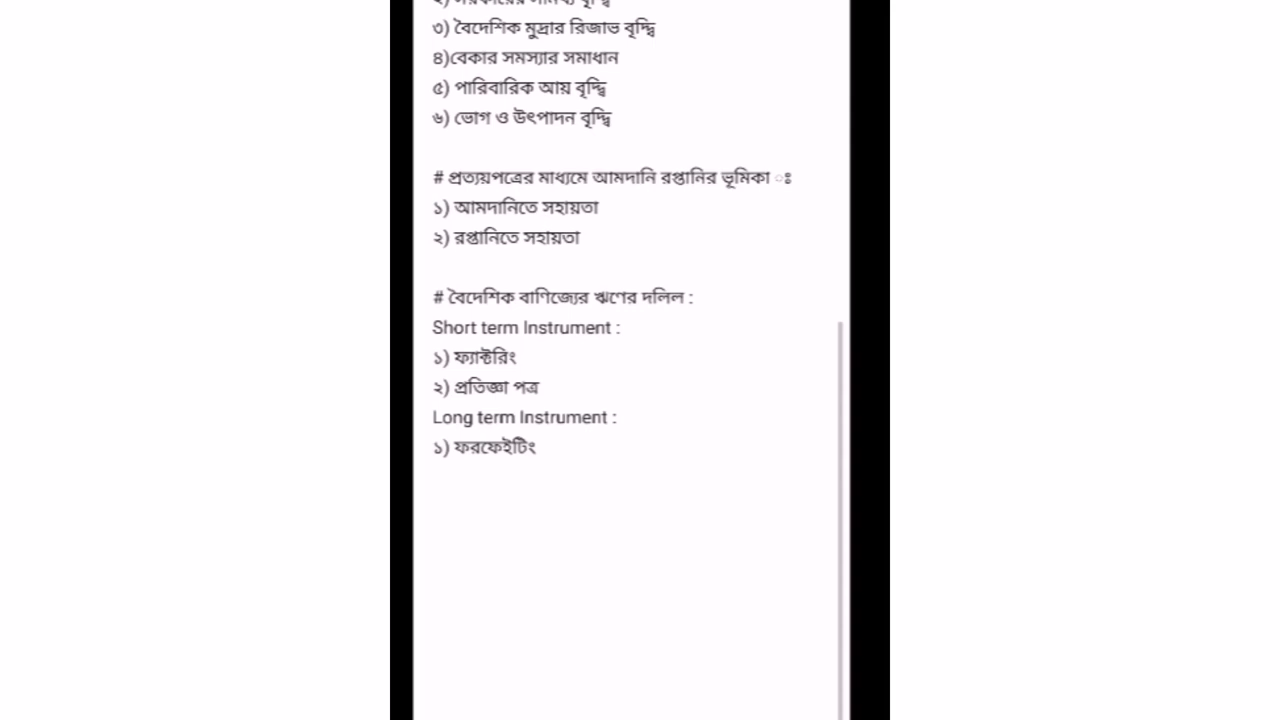 ৩) বৈদেশিক মুদ্রার রিজাভ বৃদ্ধি
৪)বেকার সমস্যার সমাধান
৫) পারিবারিক আয় বৃদ্ধি
৬) ভোগ ও উৎপাদন বৃদ্ধি
# প্রত্যয়পত্রের মাধ্যমে আমদানি রপ্তানির ভূমিকা ঃ
১) আমদানিতে সহায়তা
২) রপ্তানিতে সহায়তা
# বৈদেশিক বাণিজ্যের ঋণের দলিল :
Short term Instrument :
১) ফ্যাক্টরিং
২) প্রতিজ্ঞা পত্র
Long term Instrument :
১) ফরফেইটিং